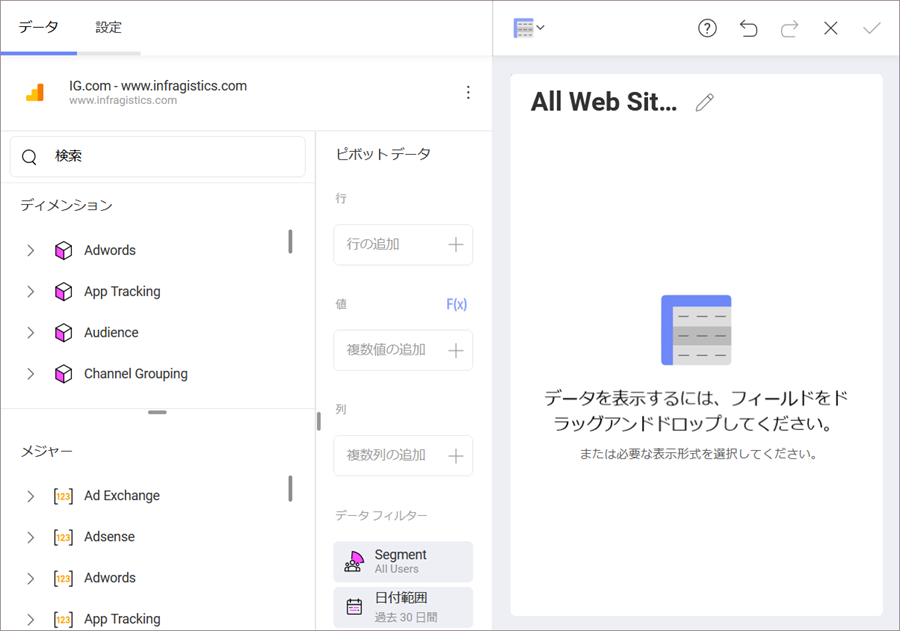 データ
設定
IG.com - www.infragistics.com
www.infragistics.com
検索
ディメンション
Adwords
App Tracking
Audience
Channel Grouping
メジャー
Ad Exchange
Adsense
Adwords
App Tracking
ピボットデータ
行
行の追加
値 F(x)
複数値の追加
列
複数列の追加
データ フィルター
Segment
All Users
日付範囲
過去 30 日間
All Web Sit...
データを表示するには、フィールドをド
ラッグアンドドロップしてください。
または必要な表示形式を選択してください。